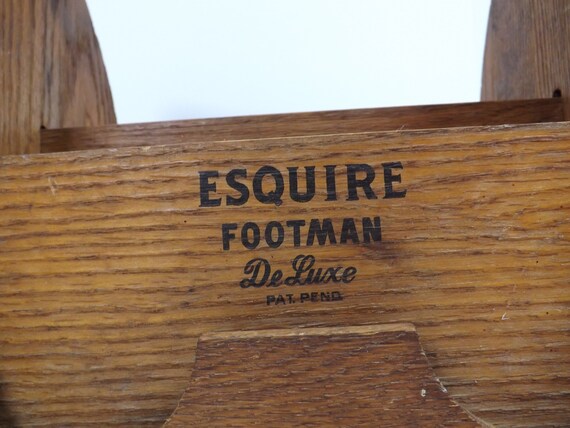 ESQUIRE
FOOTMAN
De Luxe
PAT. PEND.